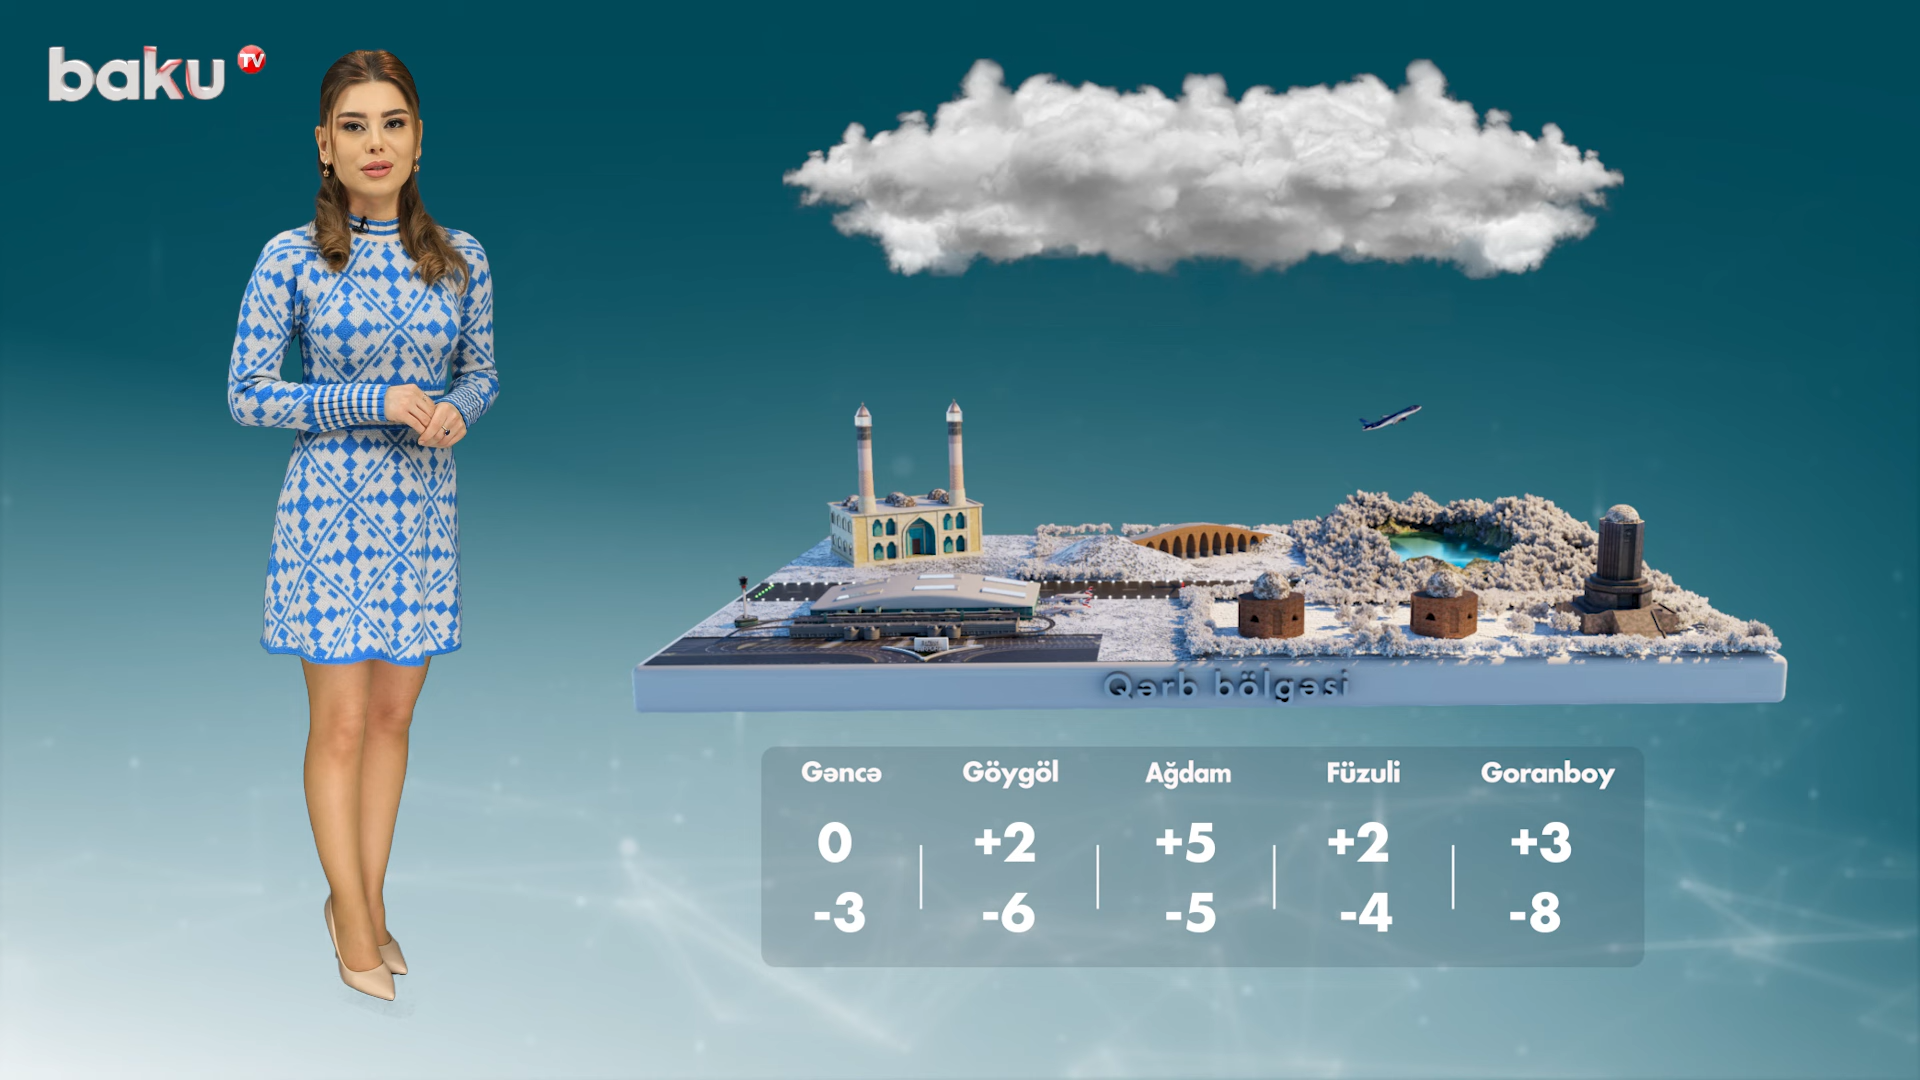 baku TV
Qərb bölgəsi
Gəncə Göygöl Ağdam Füzuli Goranboy
0 +2 +5 +2 +3
-3 -6 -5 -4 -8